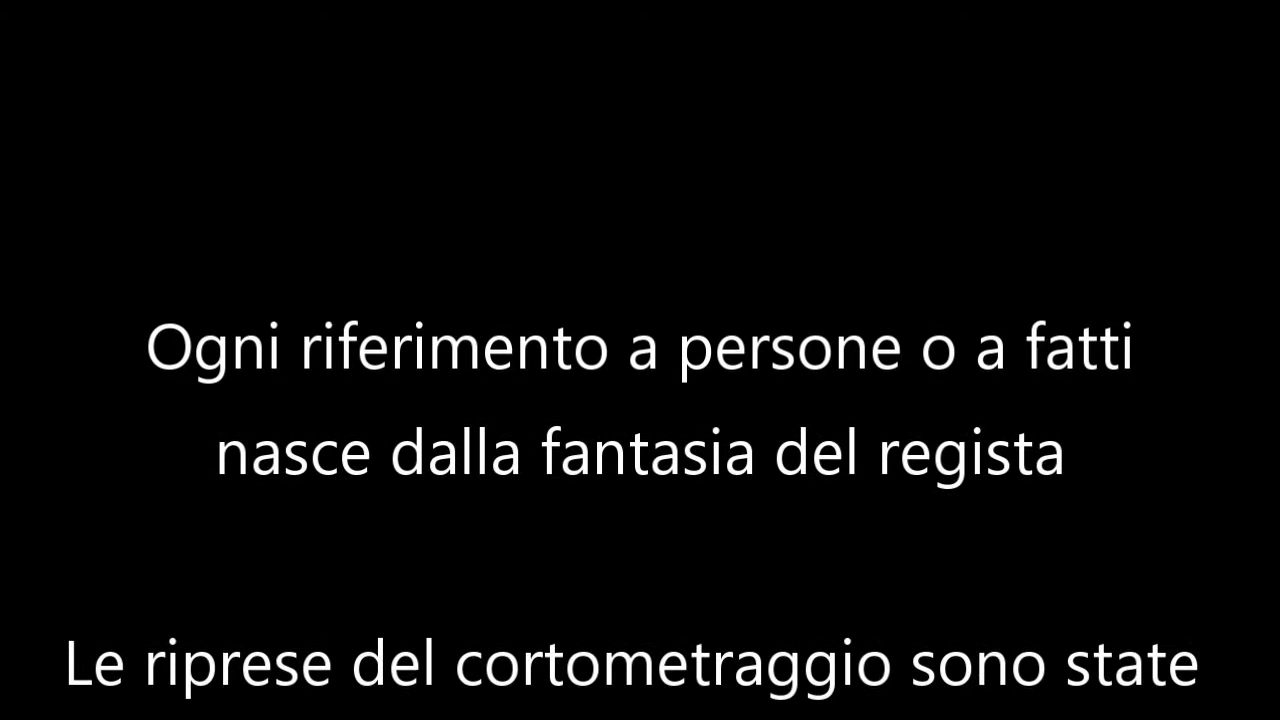 Ogni riferimento a persone o a fatti
nasce dalla fantasia del regista
Le riprese del cortometraggio sono state